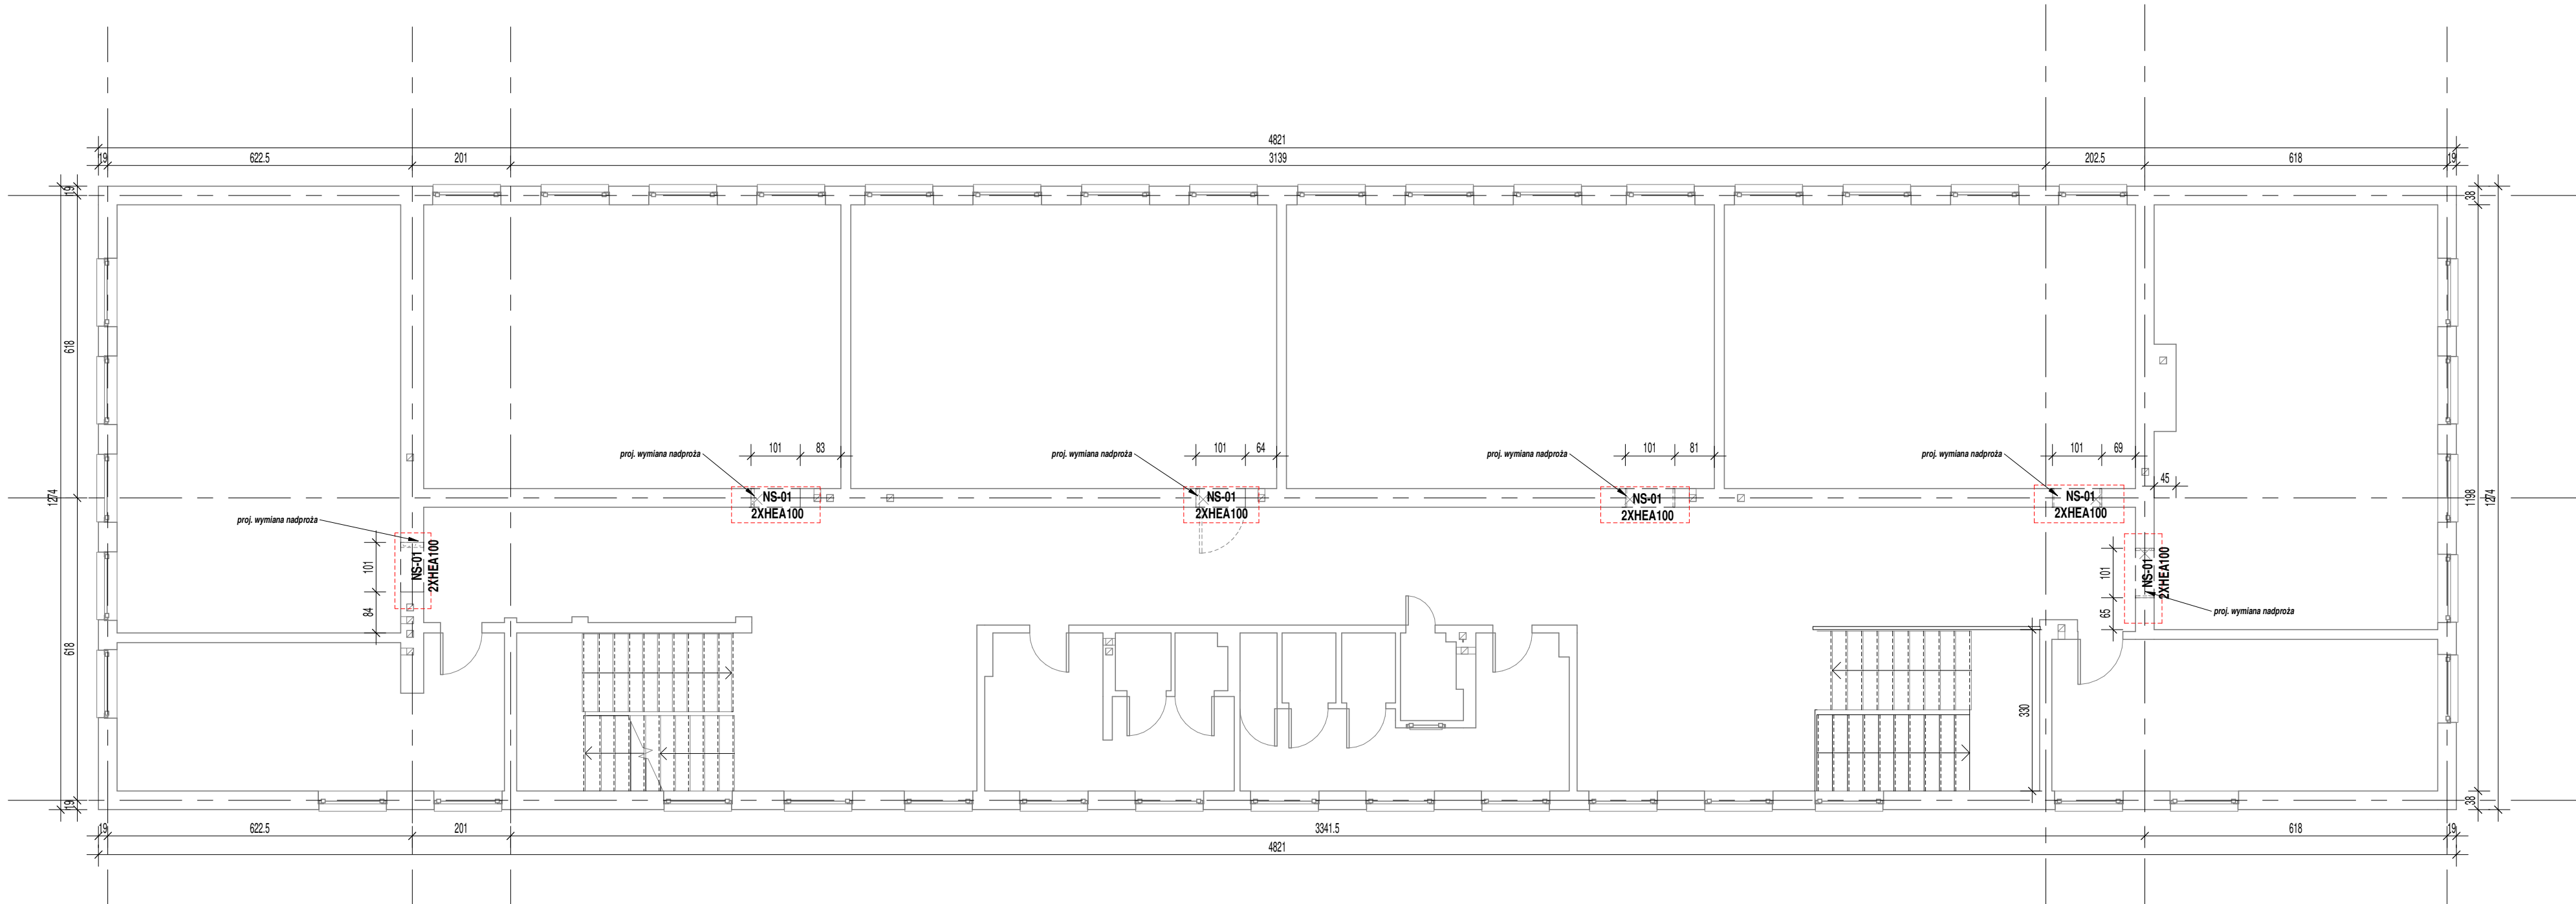 4821
19
622.5
201
3139
202.5
618
19
19
38
618
1274
618
19
1198
1274
38
101
83
proj. wymiana nadproża
NS-01
2XHEA100
101
64
proj. wymiana nadproża
NS-01
2XHEA100
101
81
proj. wymiana nadproża
NS-01
2XHEA100
101
69
proj. wymiana nadproża
NS-01
2XHEA100
45
proj. wymiana nadproża
101
84
NS-01
2XHEA100
101
65
NS-01
2XHEA100
proj. wymiana nadproża
330
19
622.5
201
3341.5
618
19
4821